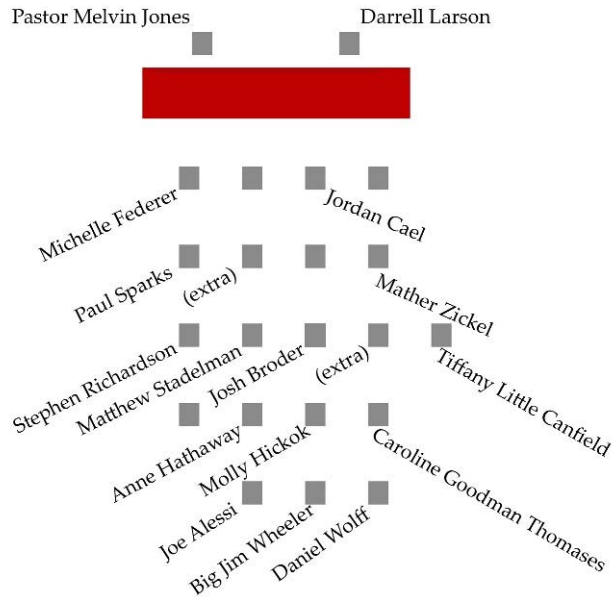 Pastor Melvin Jones
Darrell Larson
Michelle Federer
Jordan Cael
Paul Sparks
(extra)
Mather Zickel
Stephen Richardson
Matthew Stadelman
Josh Broder
(extra)
Tiffany Little Canfield
Anne Hathaway
Molly Hickok
Caroline Goodman Thomases
Joe Alessi
Big Jim Wheeler
Daniel Wolff